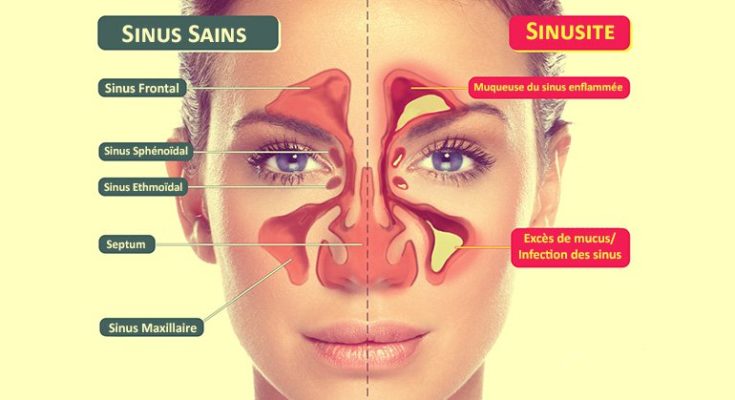 SINUS SAINS
Sinus Frontal
Sinus Sphénoïdal
Sinus Ethmoïdal
Septum
Sinus Maxillaire
SINUSITE
Muqueuse du sinus enflammée
Excès de mucus/
Infection des sinus